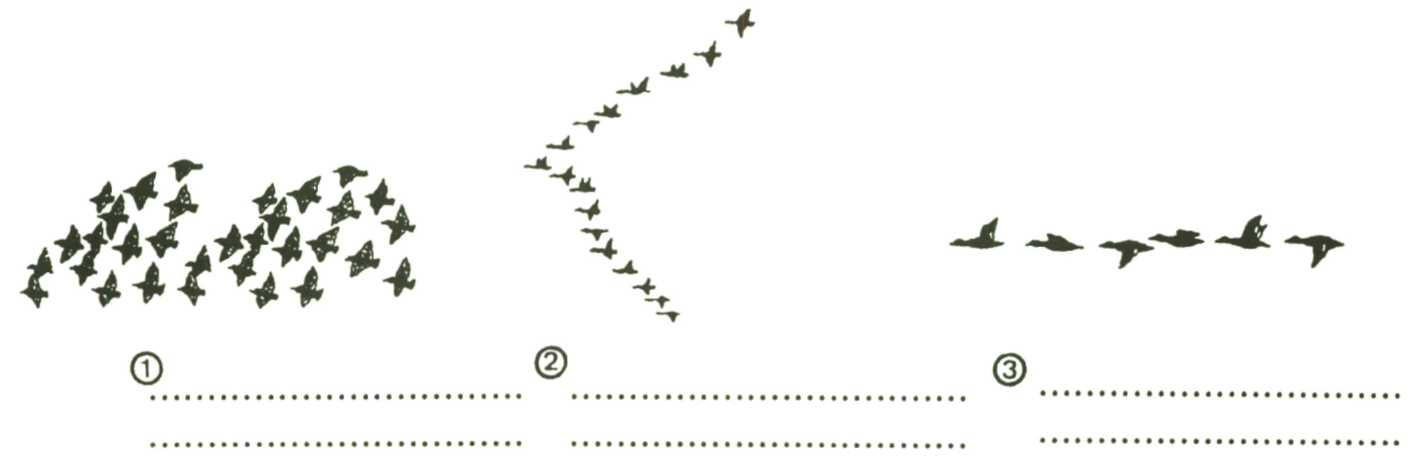 ① ② ③